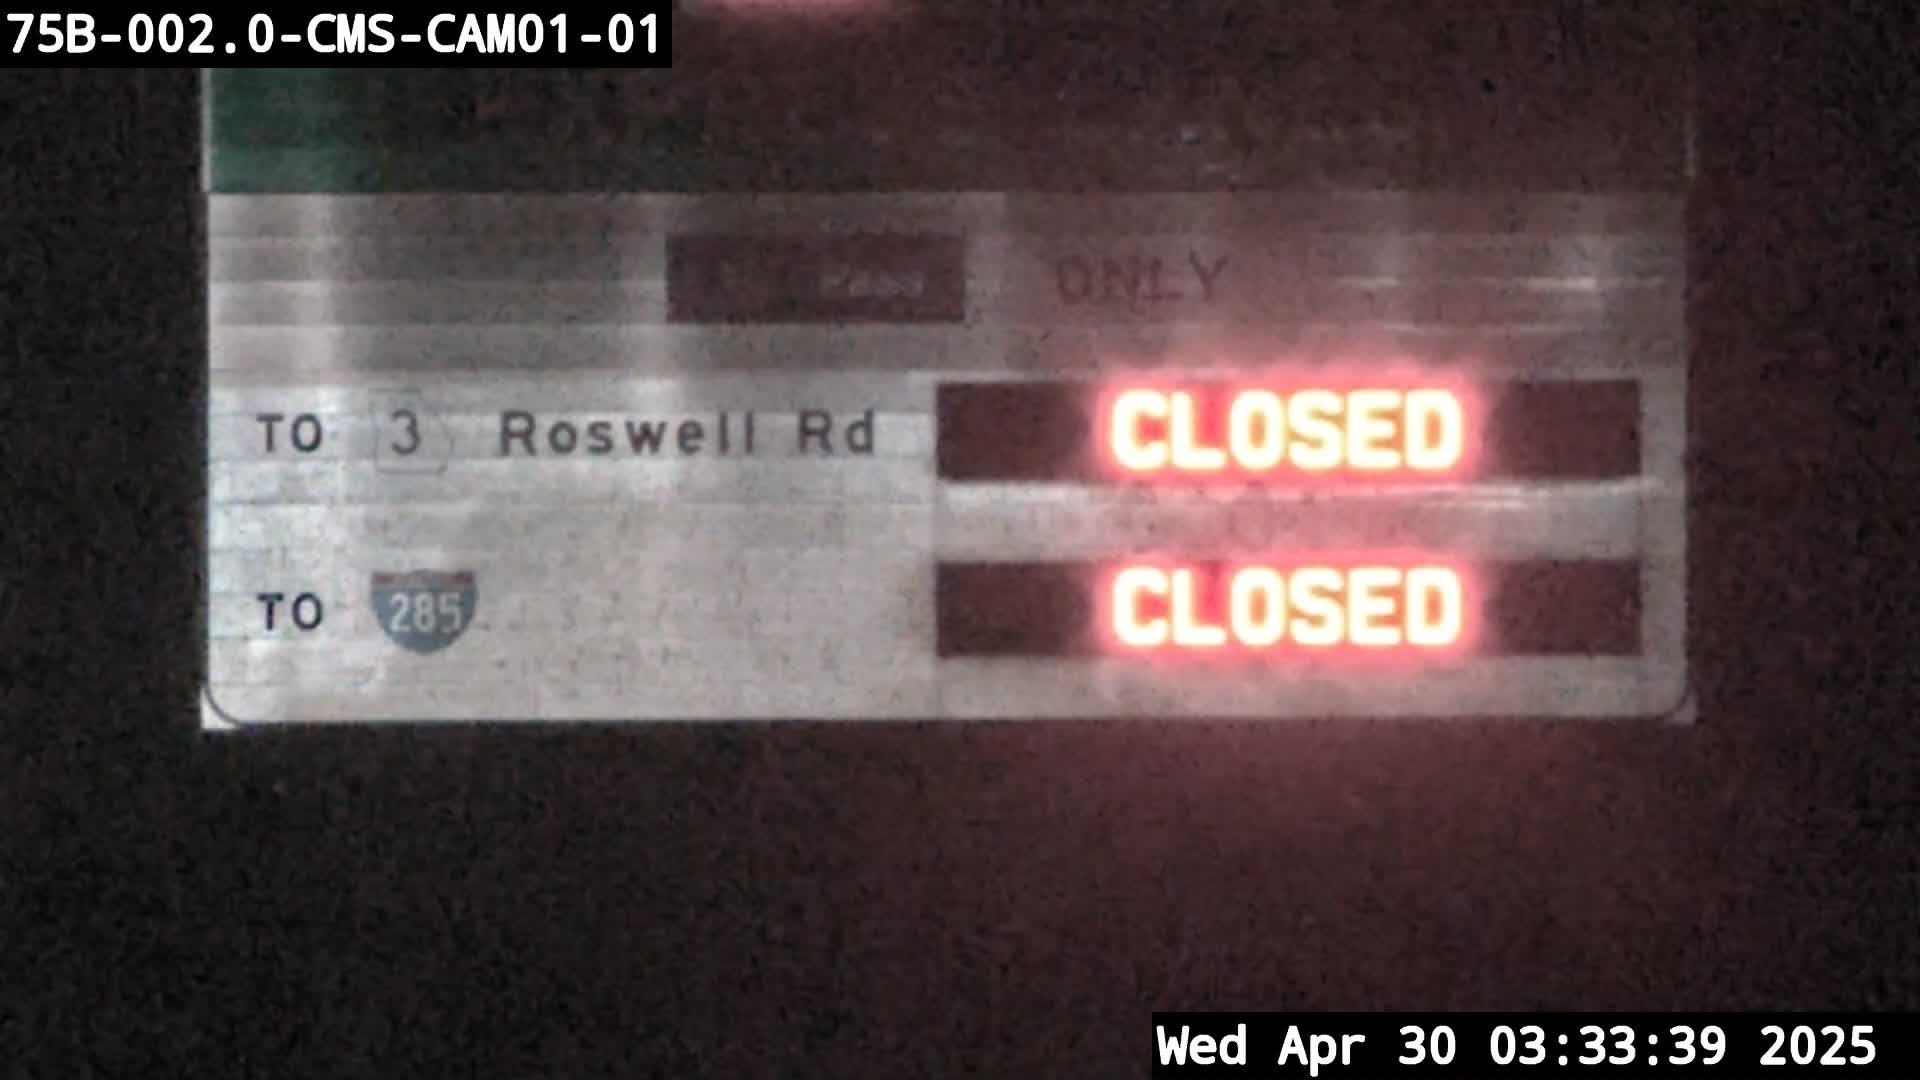 75B-002.0-CMS-CAM01-01
ONLY
TO 3 Roswell Rd CLOSED
TO 285 CLOSED
Wed Apr 30 03:33:39 2025